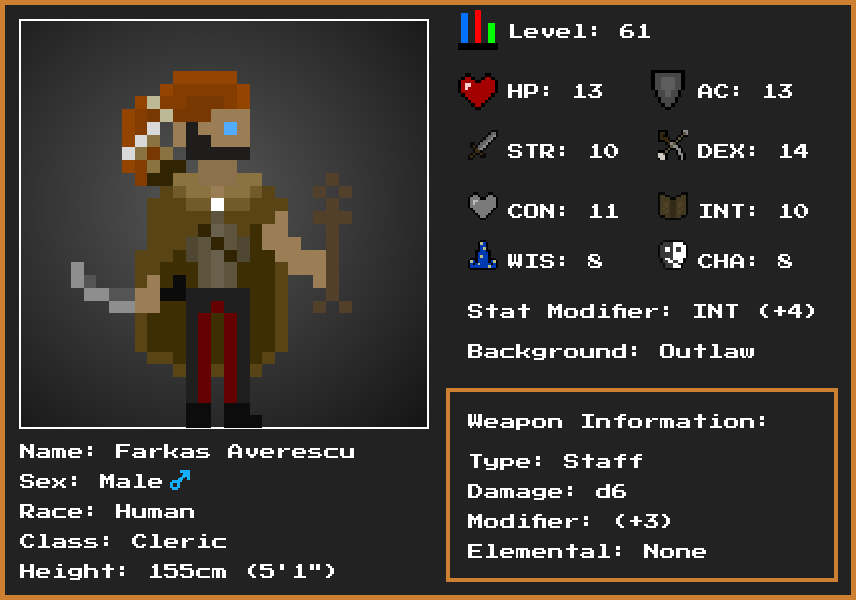 Level: 61
HP: 13
AC: 13
STR: 10
DEX: 14
CON: 11
INT: 10
WIS: 8
CHA: 8
Stat Modifier: INT (+4)
Background: Outlaw
Weapon Information:
Type: Staff
Damage: d6
Modifier: (+3)
Elemental: None
Name: Farkas Averescu
Sex: Male ♂
Race: Human
Class: Cleric
Height: 155cm (5'1")